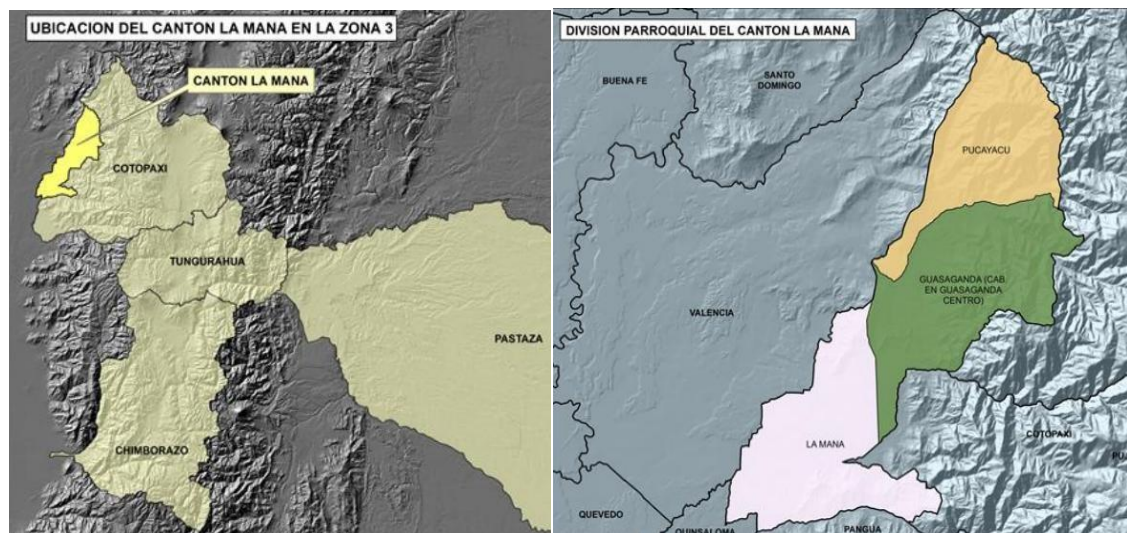 UBICACION DEL CANTON LA MANA EN LA ZONA 3
CANTON LA MANA
COTOPAXI
TUNGURAHUA
PASTAZA
CHIMBORAZO
DIVISION PARROQUIAL DEL CANTON LA MANA
BUENA FE
SANTO
DOMINGO
PUCAYACU
GUASAGANDA (CAB.
EN GUASAGANDA
CENTRO)
VALENCIA
LA MANA
COTOPAXI
QUEVEDO
QUINSALOMA
PANGUA